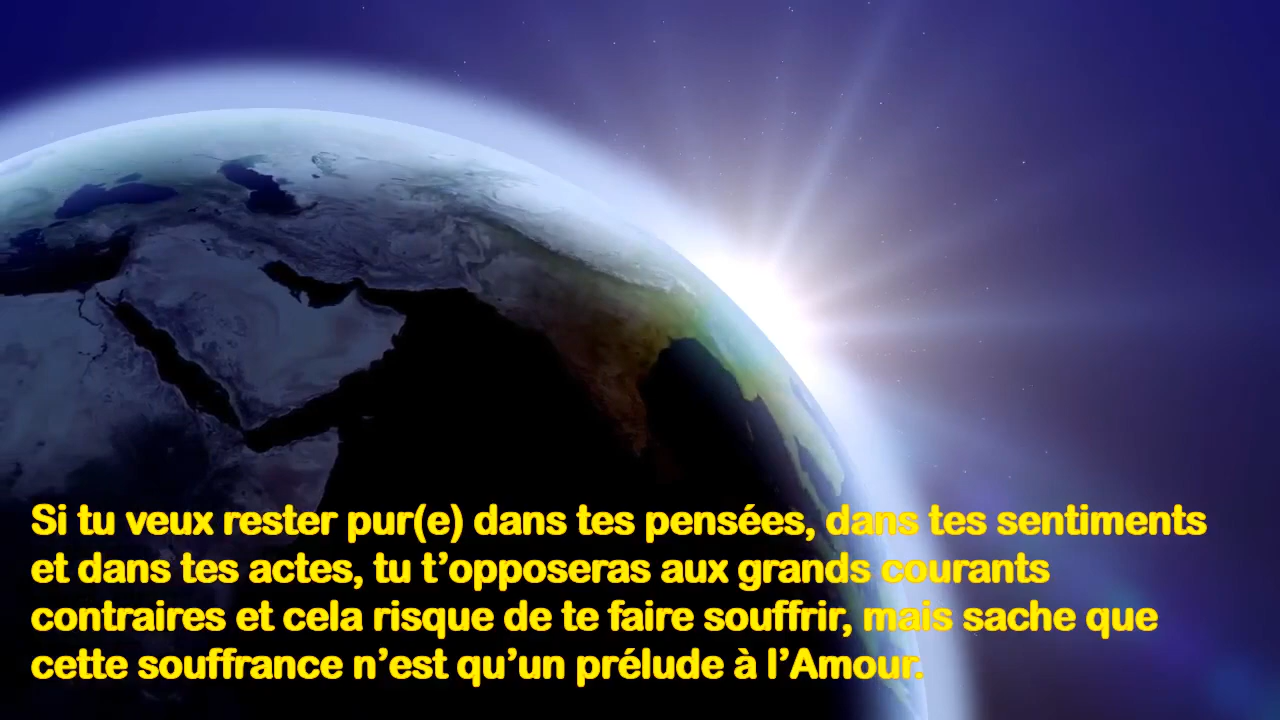 Si tu veux rester pur(e) dans tes pensées, dans tes sentiments
et dans tes actes, tu t’opposeras aux grands courants
contraires et cela risque de te faire souffrir, mais sache que
cette souffrance n’est qu’un prélude à l’Amour.